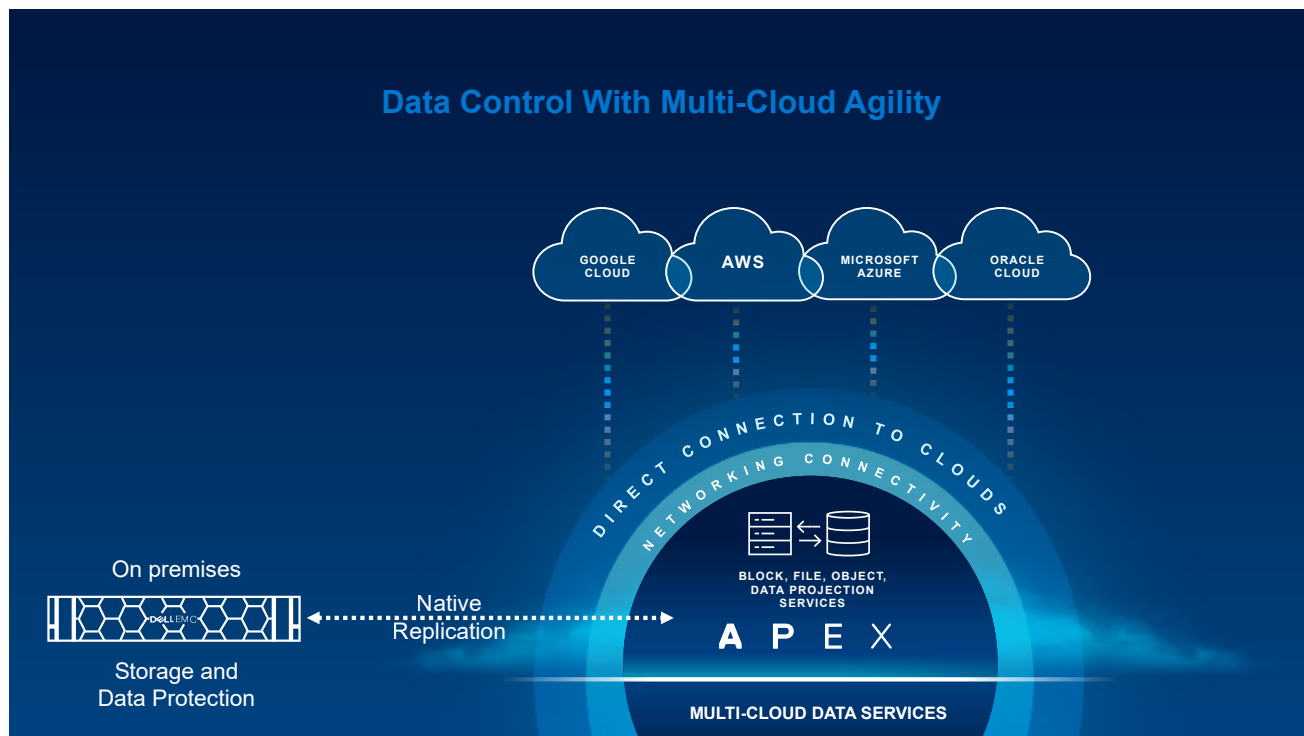 Data Control With Multi-Cloud Agility
GOOGLE
CLOUD
AWS
MICROSOFT
AZURE
ORACLE
CLOUD
DIRECT CONNECTION TO CLOUDS
NETWORKING CONNECTIVITY
BLOCK, FILE, OBJECT,
DATA PROJECTION
SERVICES
APEX
MULTI-CLOUD DATA SERVICES
On premises
DELLEMC
Storage and
Data Protection
Native
Replication